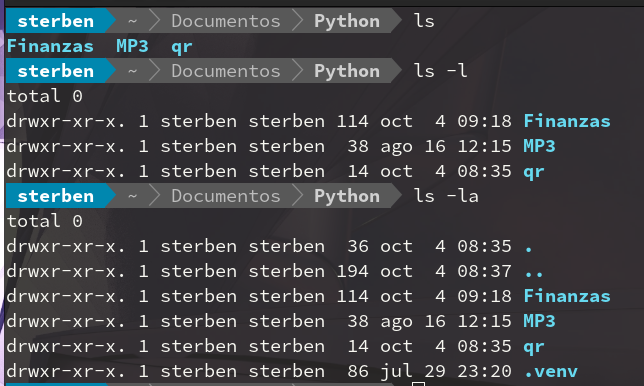 sterben ~ Documentos Python ls
Finanzas MP3 qr
sterben ~ Documentos Python ls -l
total 0
drwxr-xr-x. 1 sterben sterben 114 oct 4 09:18 Finanzas
drwxr-xr-x. 1 sterben sterben 38 ago 16 12:15 MP3
drwxr-xr-x. 1 sterben sterben 14 oct 4 08:35 qr
sterben ~ Documentos Python ls -la
total 0
drwxr-xr-x. 1 sterben sterben 36 oct 4 08:35 .
drwxr-xr-x. 1 sterben sterben 194 oct 4 08:37 ..
drwxr-xr-x. 1 sterben sterben 114 oct 4 09:18 Finanzas
drwxr-xr-x. 1 sterben sterben 38 ago 16 12:15 MP3
drwxr-xr-x. 1 sterben sterben 14 oct 4 08:35 qr
drwxr-xr-x. 1 sterben sterben 86 jul 29 23:20 .venv